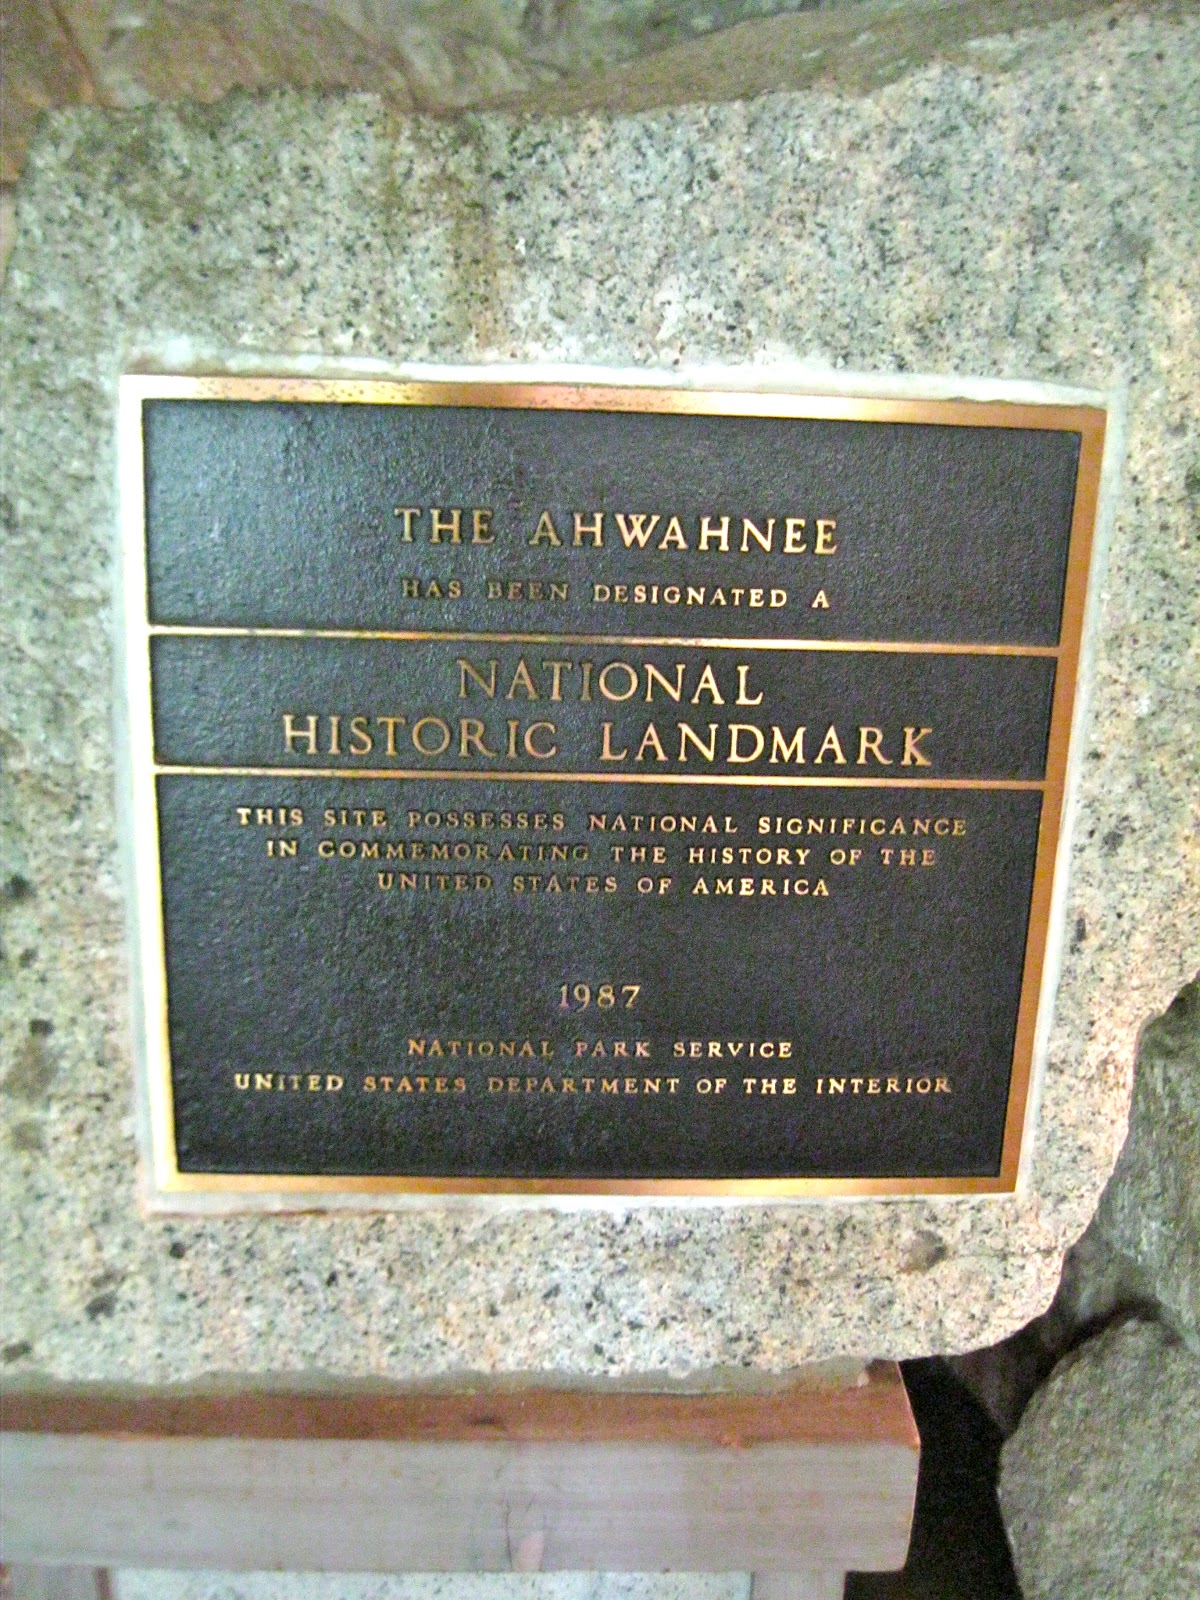 THE AHWAHNEE
HAS BEEN DESIGNATED A
NATIONAL
HISTORIC LANDMARK
THIS SITE POSSESSES NATIONAL SIGNIFICANCE
IN COMMEMORATING THE HISTORY OF THE
UNITED STATES OF AMERICA
1987
NATIONAL PARK SERVICE
UNITED STATES DEPARTMENT OF THE INTERIOR